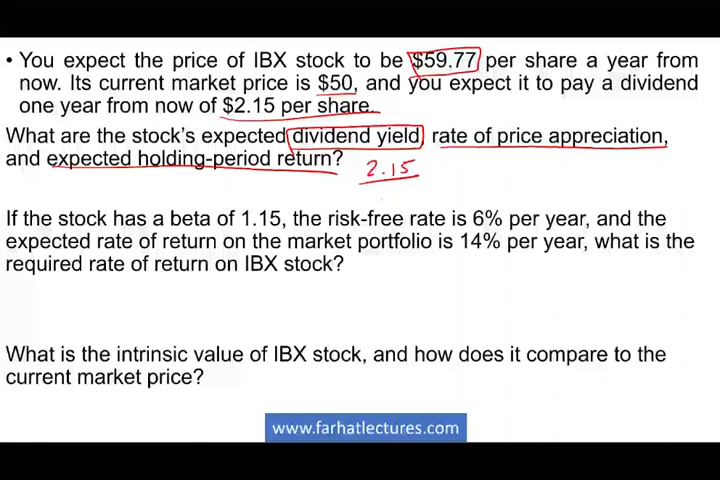 • You expect the price of IBX stock to be $59.77 per share a year from
now. Its current market price is $50, and you expect it to pay a dividend
one year from now of $2.15 per share.
What are the stock's expected dividend yield, rate of price appreciation,
and expected holding-period return?
2.15
If the stock has a beta of 1.15, the risk-free rate is 6% per year, and the
expected rate of return on the market portfolio is 14% per year, what is the
required rate of return on IBX stock?
What is the intrinsic value of IBX stock, and how does it compare to the
current market price?
www.farhatlectures.com